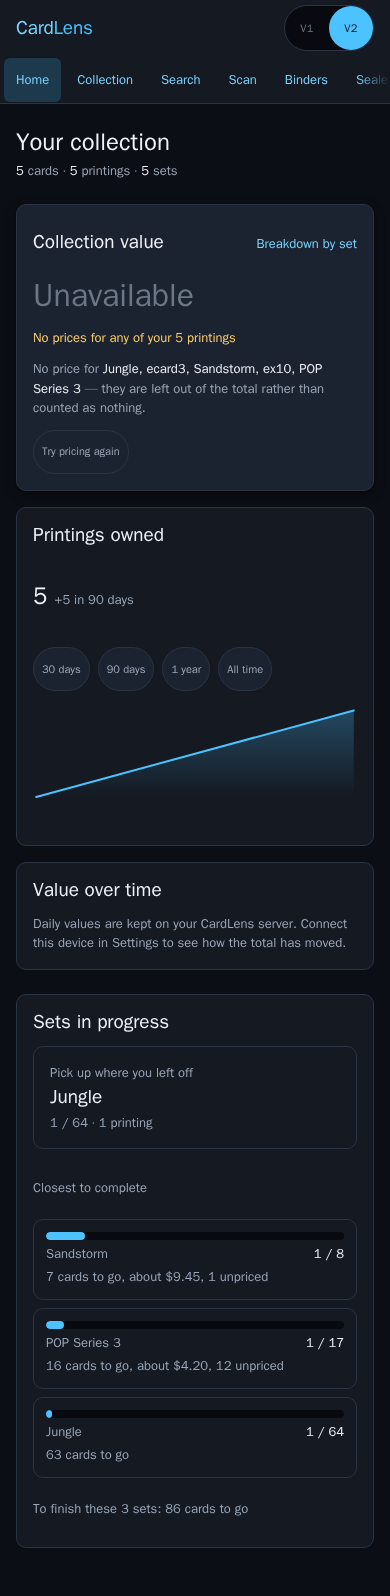 CardLens
V1
V2
Home
Collection
Search
Scan
Binders
Your collection
5 cards · 5 printings · 5 sets
Collection value
Breakdown by set
Unavailable
No prices for any of your 5 printings
No price for Jungle, ecard3, Sandstorm, ex10, POP
Series 3 — they are left out of the total rather than
counted as nothing.
Try pricing again
Printings owned
5 +5 in 90 days
30 days
90 days
1 year
All time
Value over time
Daily values are kept on your CardLens server. Connect
this device in Settings to see how the total has moved.
Sets in progress
Pick up where you left off
Jungle
1 / 64 · 1 printing
Closest to complete
Sandstorm
1 / 8
7 cards to go, about $9.45, 1 unpriced
POP Series 3
1 / 17
16 cards to go, about $4.20, 12 unpriced
Jungle
1 / 64
63 cards to go
To finish these 3 sets: 86 cards to go